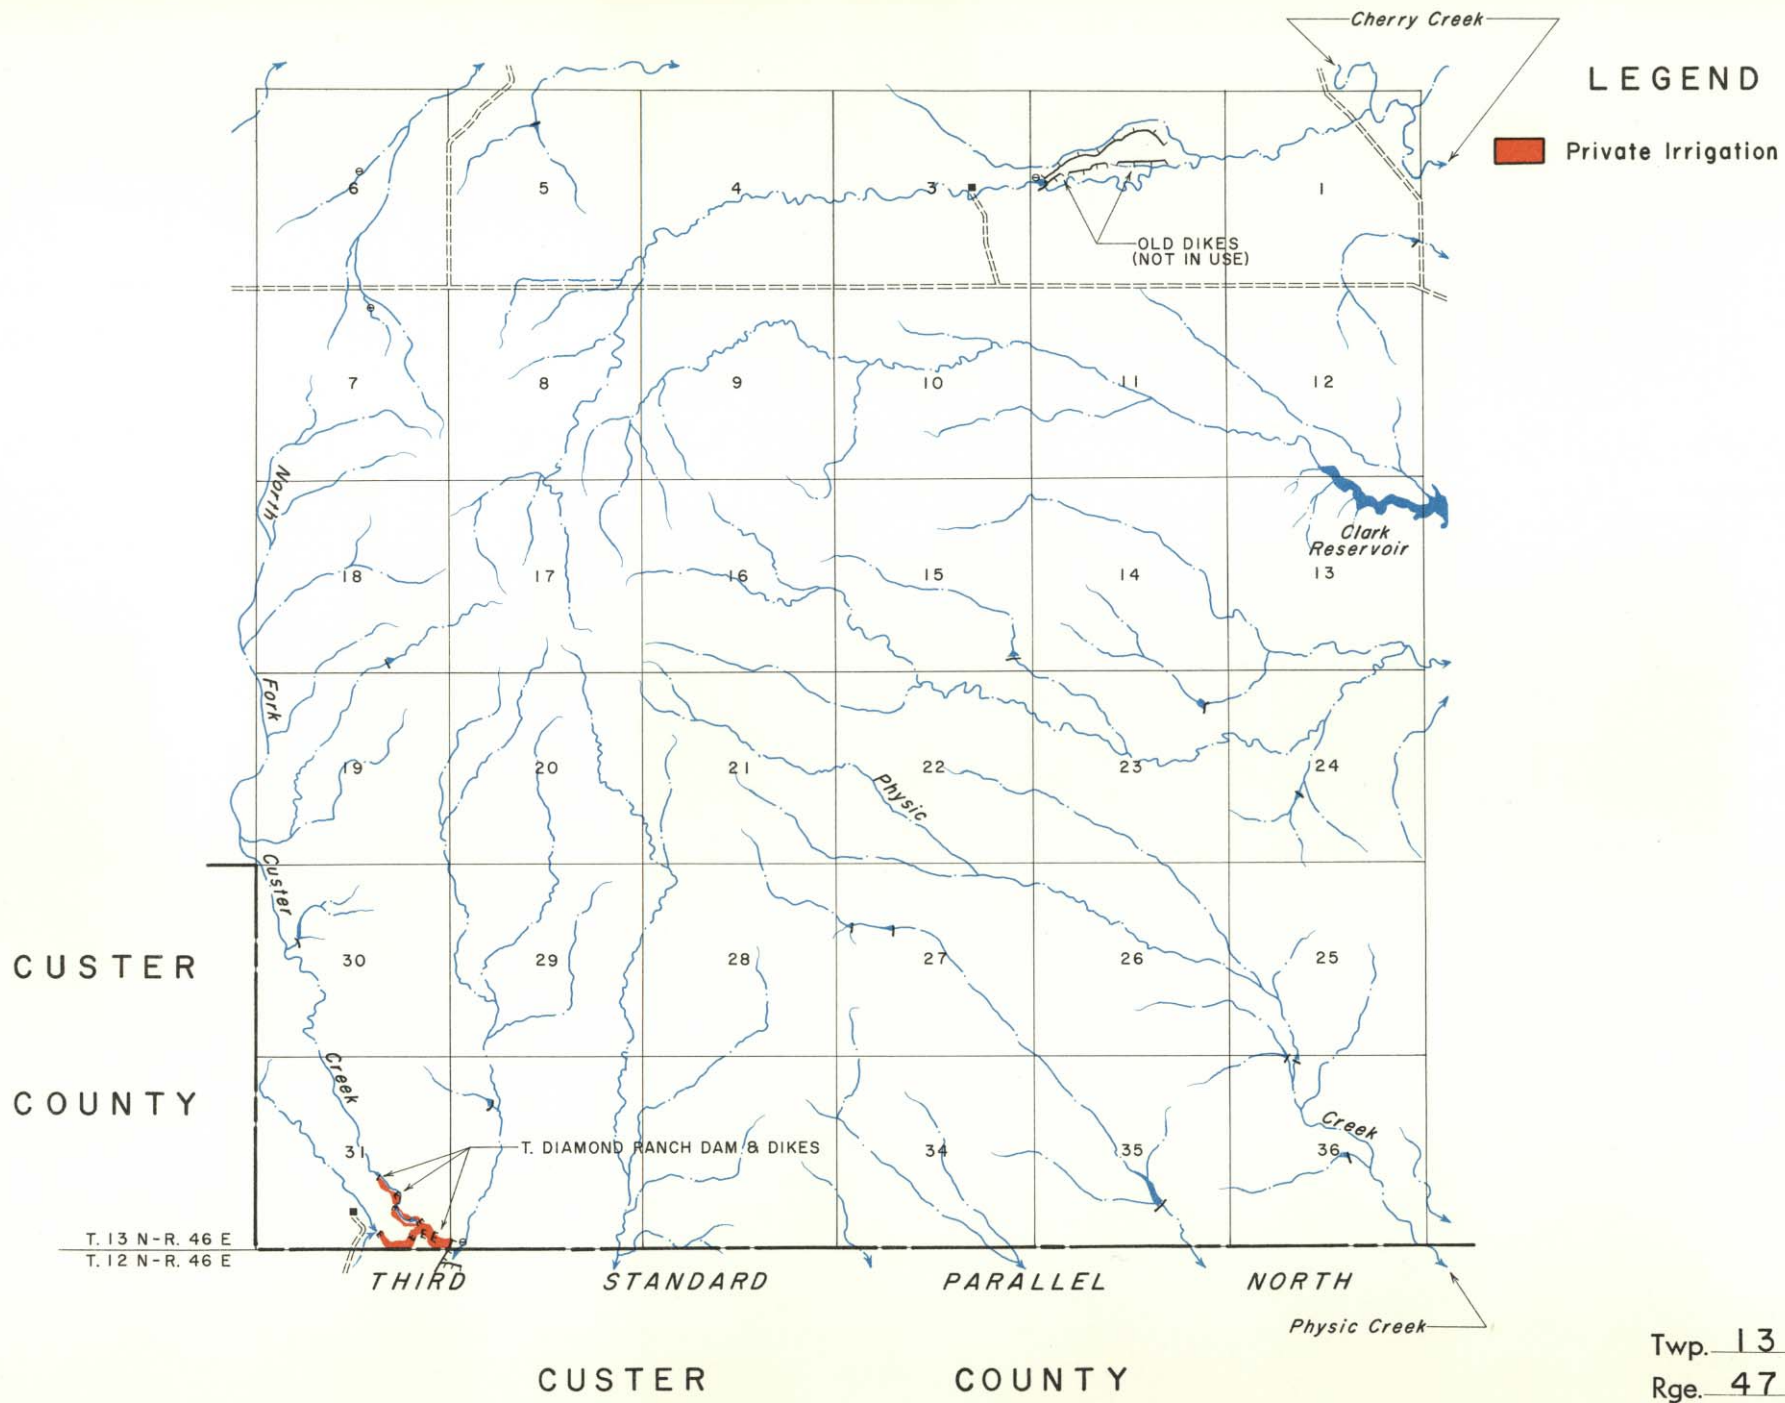 Cherry Creek
LEGEND
Private Irrigation
6
5
4
3
1
OLD DIKES
(NOT IN USE)
7
8
9
10
11
12
North
Clark
Reservoir
18
17
16
15
14
13
Fork
19
20
21
22
23
24
Physic
Custer
CUSTER
30
29
28
27
26
25
COUNTY
Creek
Creek
31
T. DIAMOND RANCH DAM & DIKES
34
35
36
T. 13 N-R. 46 E
T. 12 N-R. 46 E
THIRD STANDARD PARALLEL NORTH
Physic Creek
Twp. 13
CUSTER COUNTY
Rge. 47